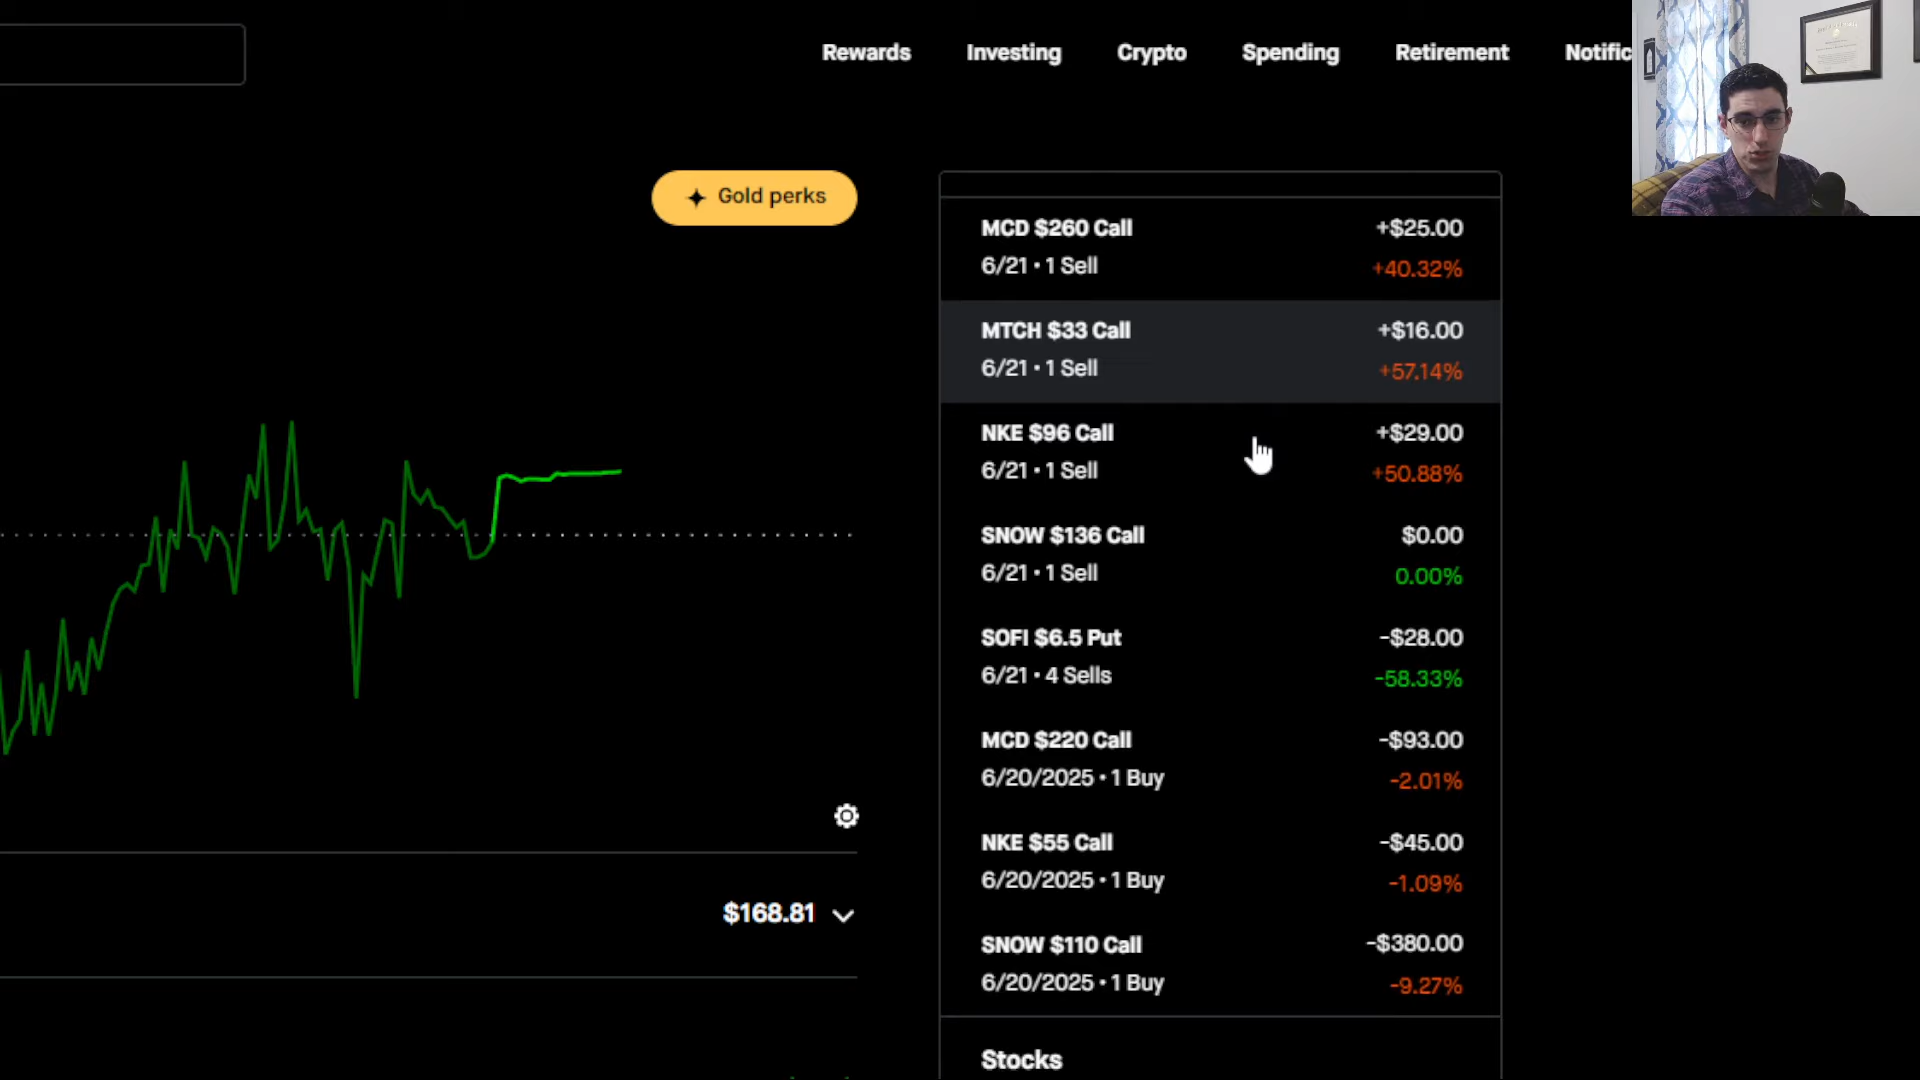 Rewards
Investing
Crypto
Spending
Retirement
Notific
Gold perks
MCD $260 Call
+$25.00
6/21 • 1 Sell
+40.32%
MTCH $33 Call
+$16.00
6/21 • 1 Sell
+57.14%
NKE $96 Call
+$29.00
6/21 • 1 Sell
+50.88%
SNOW $136 Call
$0.00
6/21 • 1 Sell
0.00%
SOFI $6.5 Put
-$28.00
6/21 • 4 Sells
-58.33%
MCD $220 Call
-$93.00
6/20/2025 • 1 Buy
-2.01%
NKE $55 Call
-$45.00
6/20/2025 • 1 Buy
-1.09%
SNOW $110 Call
-$380.00
6/20/2025 • 1 Buy
-9.27%
Stocks
$168.81